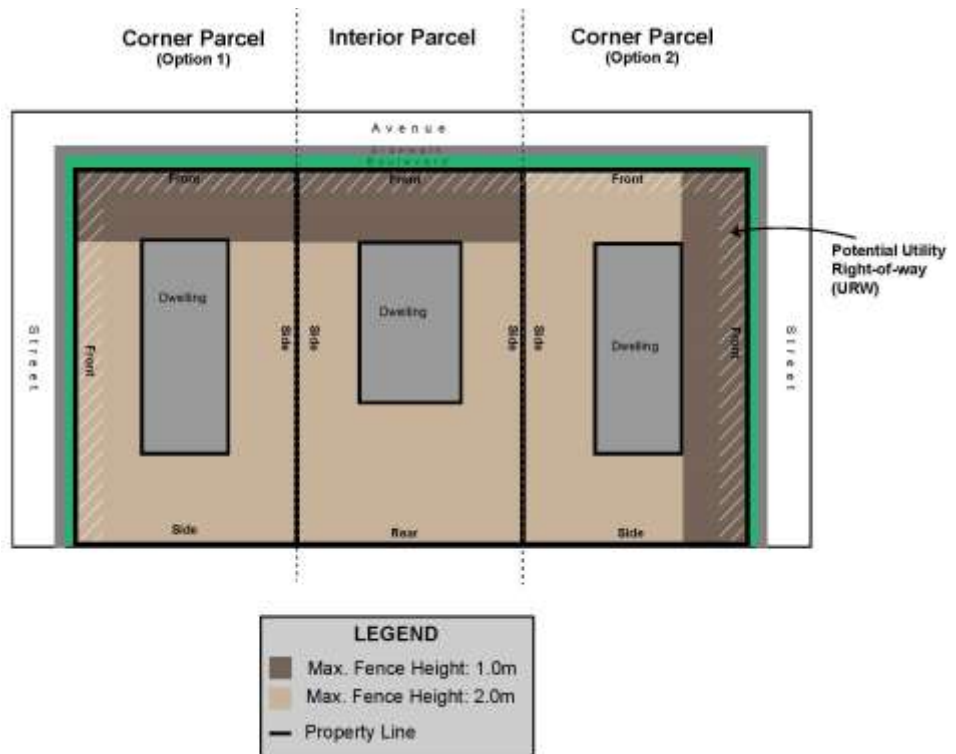 Corner Parcel
(Option 1)
Interior Parcel
Corner Parcel
(Option 2)
Avenue
Sidewalk
Boulevard
Front
Front
Front
Potential Utility
Right-of-way
(URW)
Dwelling
Dwelling
Dwelling
Street
Front
Side
Side
Side
Side
Front
Street
Side
Rear
Side
LEGEND
Max. Fence Height: 1.0m
Max. Fence Height: 2.0m
Property Line